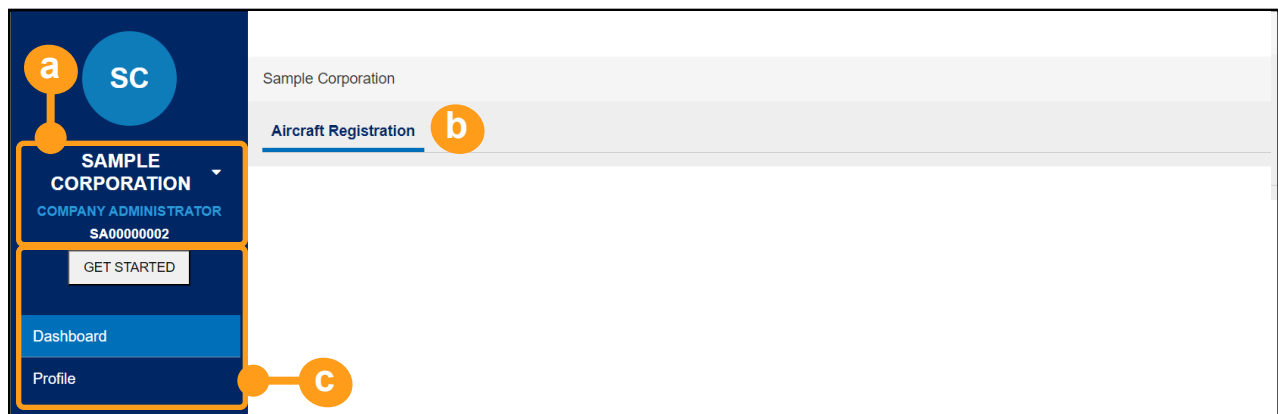 a
SC
Sample Corporation
Aircraft Registration
b
SAMPLE
CORPORATION
COMPANY ADMINISTRATOR
SA00000002
GET STARTED
Dashboard
Profile
c